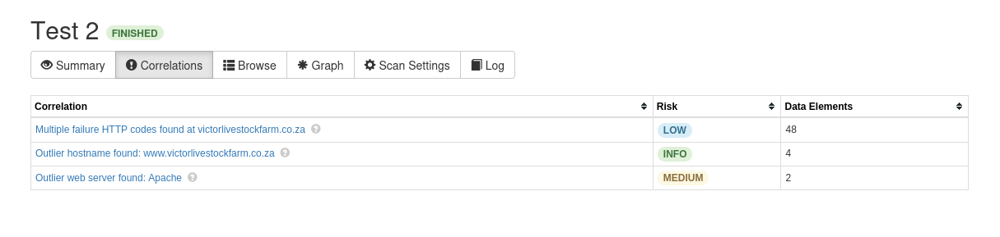 Test 2 FINISHED
Summary Correlations Browse Graph Scan Settings Log
Correlation Risk Data Elements
Multiple failure HTTP codes found at victorlivestockfarm.co.za LOW 48
Outlier hostname found: www.victorlivestockfarm.co.za INFO 4
Outlier web server found: Apache MEDIUM 2